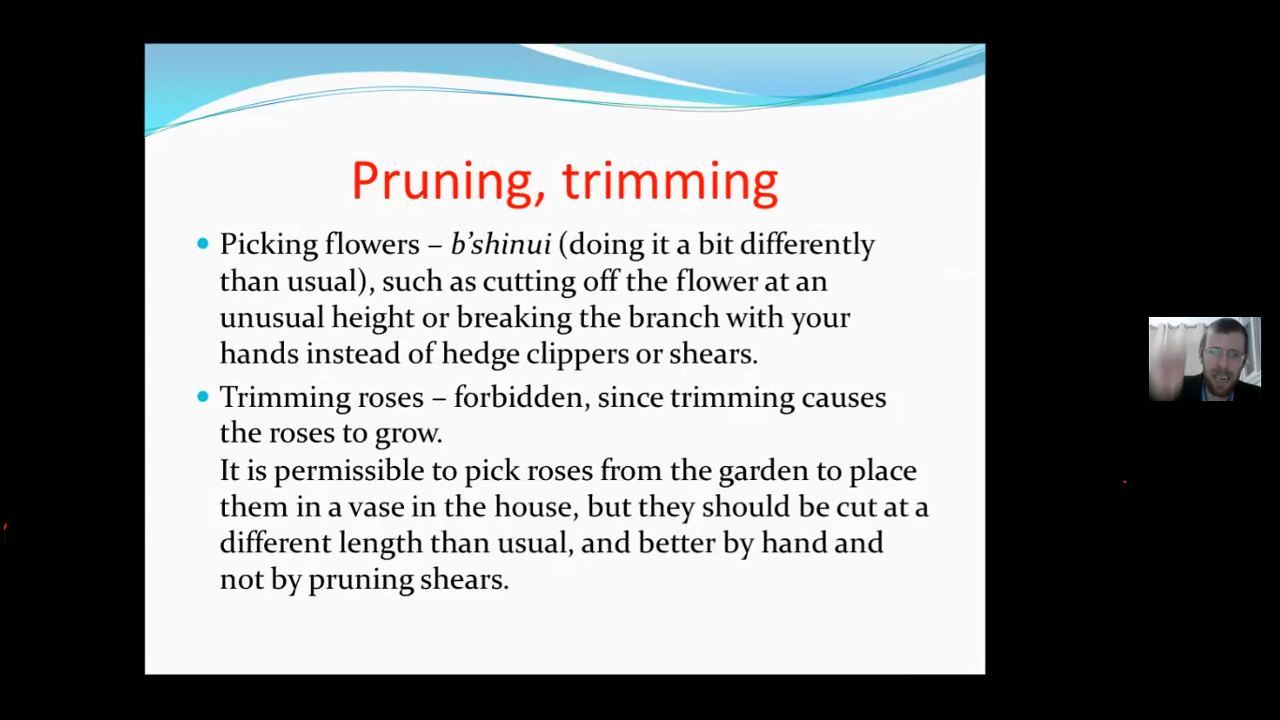 Pruning, trimming
• Picking flowers – b’shinui (doing it a bit differently
than usual), such as cutting off the flower at an
unusual height or breaking the branch with your
hands instead of hedge clippers or shears.
• Trimming roses – forbidden, since trimming causes
the roses to grow.
It is permissible to pick roses from the garden to place
them in a vase in the house, but they should be cut at a
different length than usual, and better by hand and
not by pruning shears.